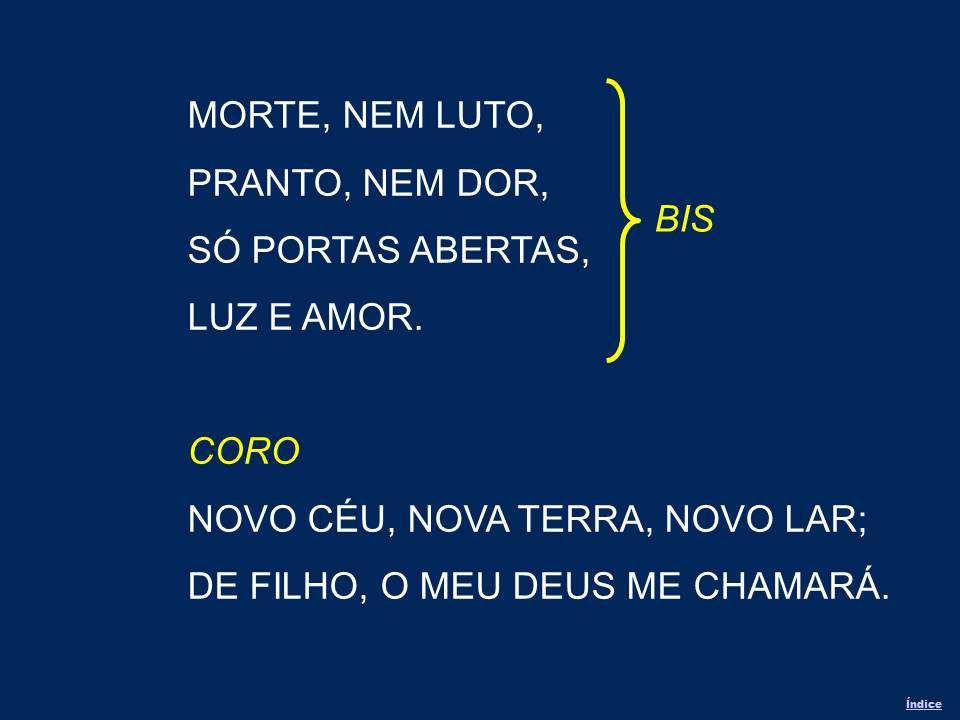 MORTE, NEM LUTO,
PRANTO, NEM DOR,
SÓ PORTAS ABERTAS,
LUZ E AMOR.
BIS
CORO
NOVO CÉU, NOVA TERRA, NOVO LAR;
DE FILHO, O MEU DEUS ME CHAMARÁ.
Índice